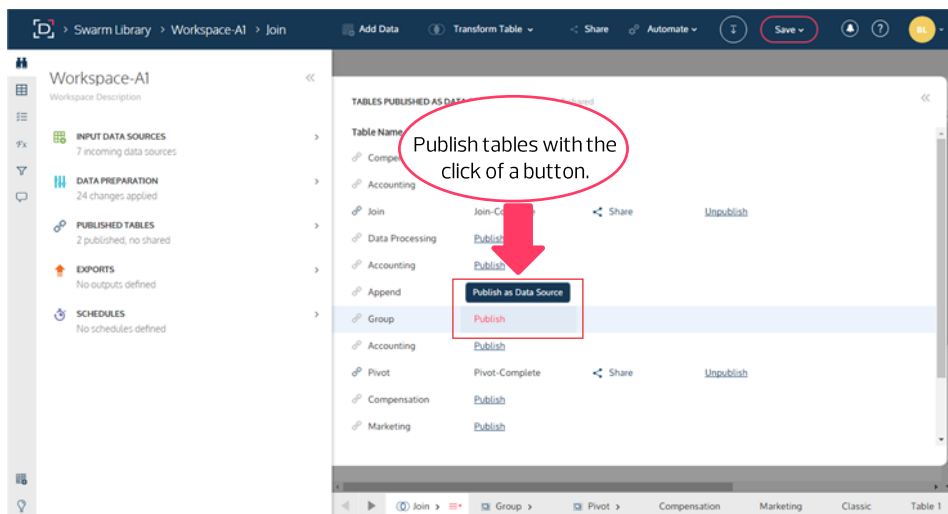 Swarm Library > Workspace-A1 > Join
Add Data
Transform Table
Share
Automate
Save
?
BL
Workspace-A1
Workspace Description
INPUT DATA SOURCES
7 incoming data sources
DATA PREPARATION
24 changes applied
PUBLISHED TABLES
2 published, no shared
EXPORTS
No outputs defined
SCHEDULES
No schedules defined
TABLES PUBLISHED AS
Table Name
Publish tables with the
click of a button.
Accounting
Join
Share
Unpublish
Data Processing
Publish
Accounting
Publish
Append
Publish as Data Source
Group
Publish
Accounting
Publish
Pivot
Pivot-Complete
Share
Unpublish
Compensation
Publish
Marketing
Publish
Join >
Group >
Pivot >
Compensation
Marketing
Classic
Table 1